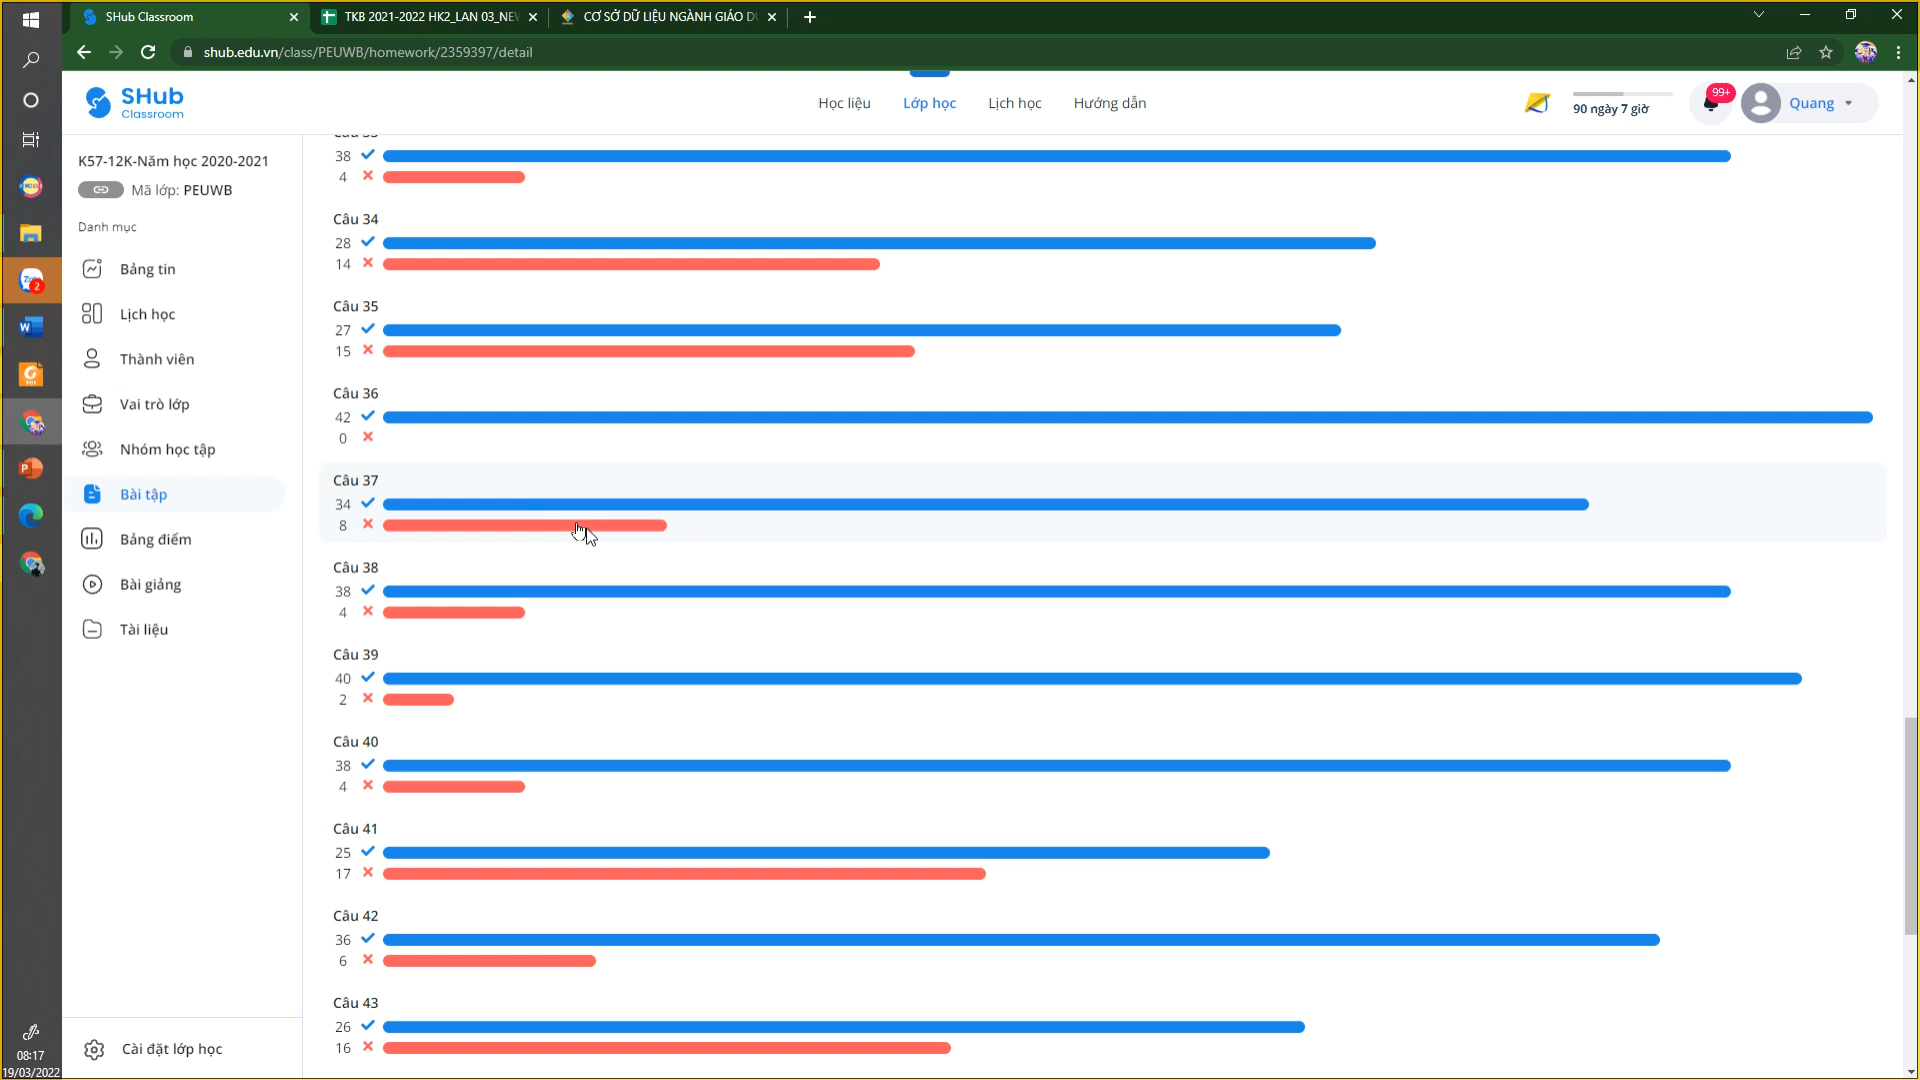 SHub Classroom
TKB 2021-2022 HK2_LAN 03_NEW
CƠ SỞ DỮ LIỆU NGÀNH GIÁO D
shub.edu.vn/class/PEUWB/homework/2359397/detail
SHub
Classroom
Học liệu
Lớp học
Lịch học
Hướng dẫn
90 ngày 7 giờ
99+
Quang
K57-12K-Năm học 2020-2021
Mã lớp: PEUWB
Danh mục
Bảng tin
Lịch học
Thành viên
Vai trò lớp
Nhóm học tập
Bài tập
Bảng điểm
Bài giảng
Tài liệu
Cài đặt lớp học
38
4
Câu 34
28
14
Câu 35
27
15
Câu 36
42
0
Câu 37
34
8
Câu 38
38
4
Câu 39
40
2
Câu 40
38
4
Câu 41
25
17
Câu 42
36
6
Câu 43
26
16
2
08:17
19/03/2022